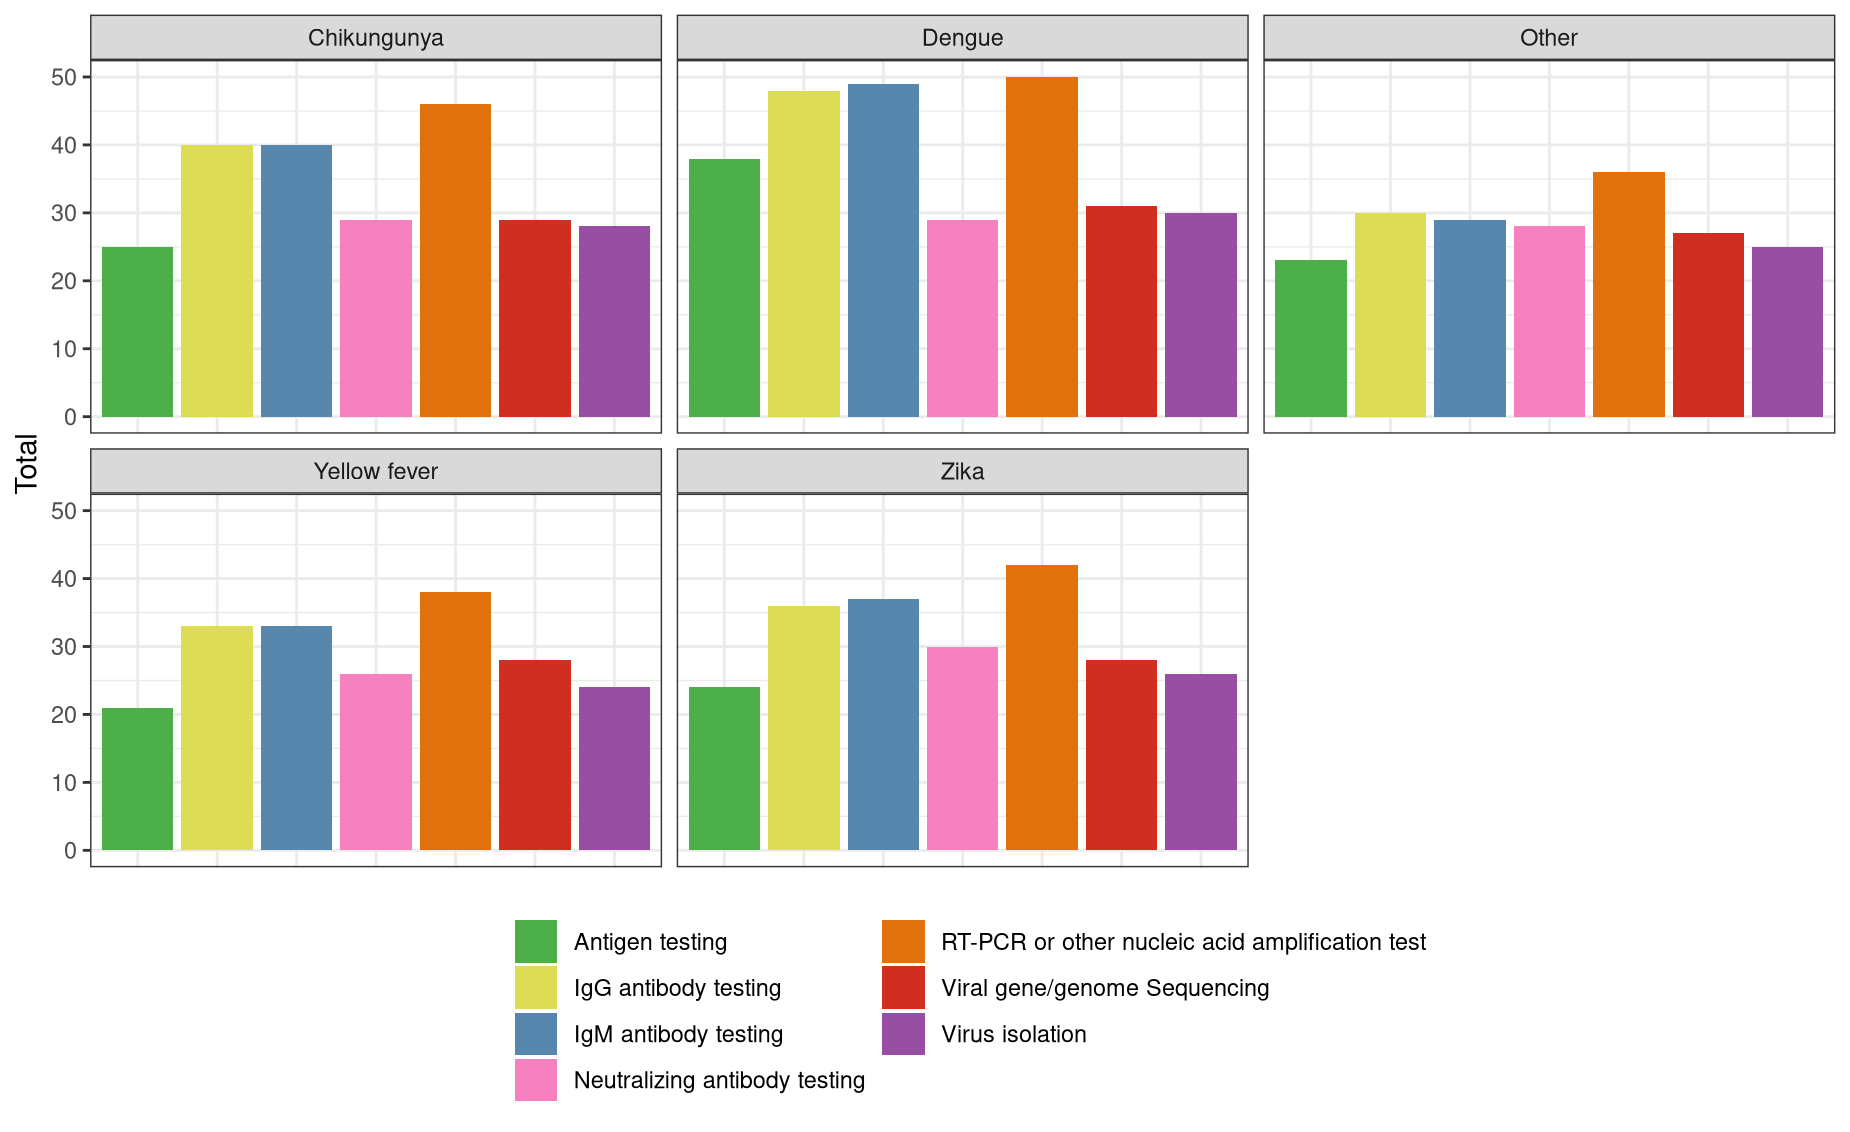 Chikungunya
Dengue
Other
50
40
30
20
10
0
Total
Yellow fever
Zika
50
40
30
20
10
0
Antigen testing
IgG antibody testing
IgM antibody testing
Neutralizing antibody testing
RT-PCR or other nucleic acid amplification test
Viral gene/genome Sequencing
Virus isolation